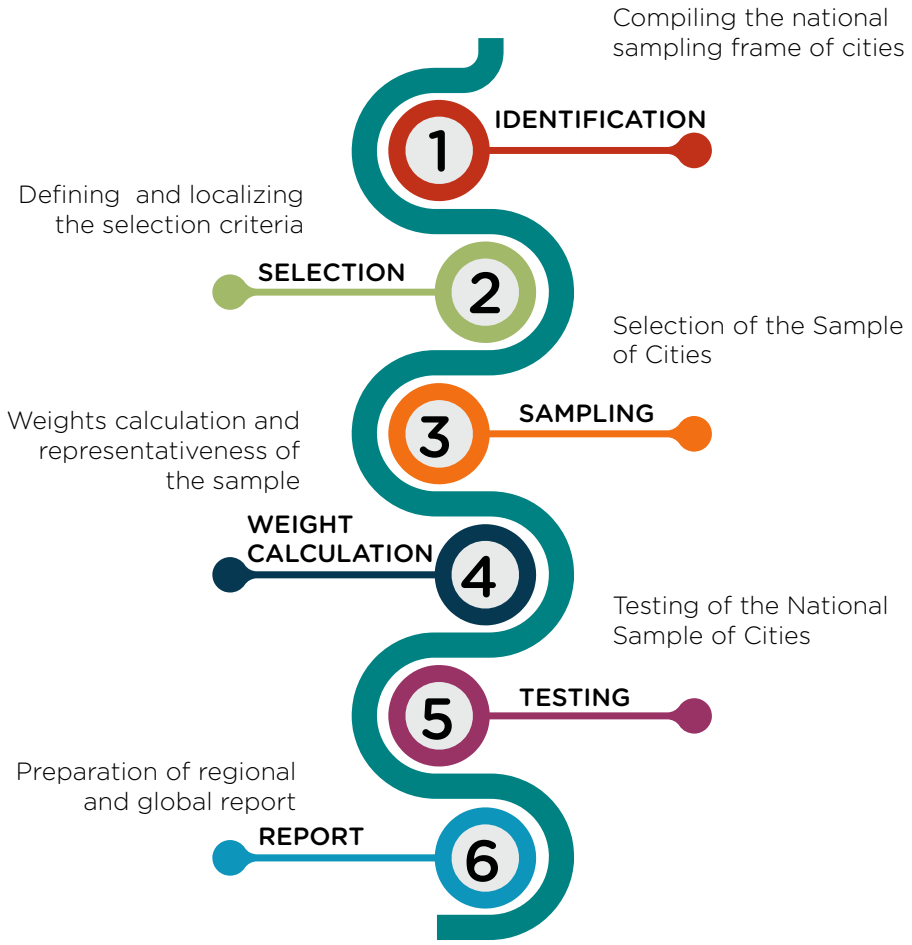 Compiling the national
sampling frame of cities
1
IDENTIFICATION
Defining and localizing
the selection criteria
SELECTION
2
Selection of the Sample
of Cities
3
SAMPLING
Weights calculation and
representativeness of
the sample
WEIGHT
CALCULATION
4
Testing of the National
Sample of Cities
5
TESTING
Preparation of regional
and global report
REPORT
6